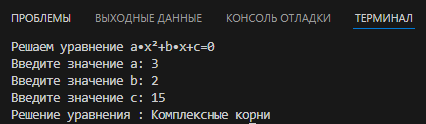 ПРОБЛЕМЫ ВЫХОДНЫЕ ДАННЫЕ КОНСОЛЬ ОТЛАДКИ ТЕРМИНАЛ
Решаем уравнение a•x²+b•x+c=0
Введите значение a: 3
Введите значение b: 2
Введите значение c: 15
Решение уравнения : Комплексные корни